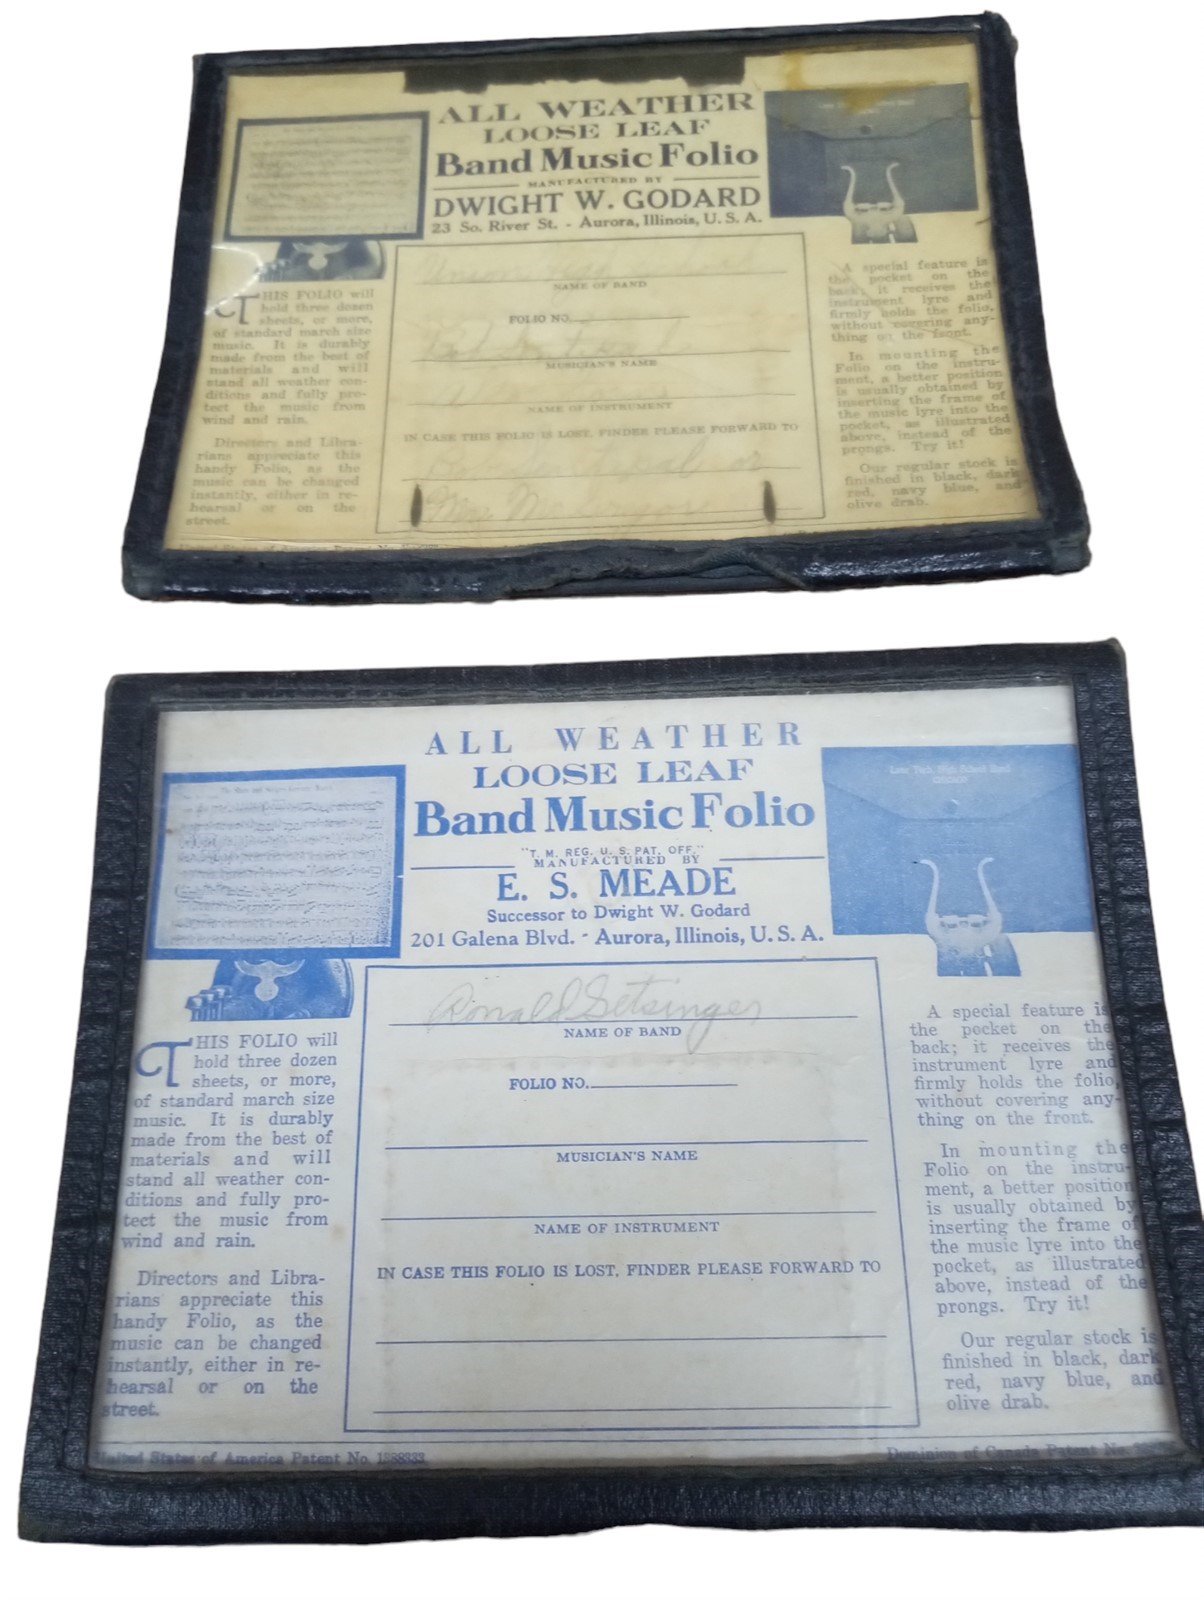 ALL WEATHER
LOOSE LEAF
Band Music Folio
MANUFACTURED BY
DWIGHT W. GODARD
23 So. River St. - Aurora, Illinois, U. S. A.
NAME OF BAND
FOLIO NO.
MUSICIAN'S NAME
NAME OF INSTRUMENT
IN CASE THIS FOLIO IS LOST, FINDER PLEASE FORWARD TO
THIS FOLIO will
hold three dozen
sheets, or more,
of standard march size
music. It is durably
made from the best of
materials and will
stand all weather con-
ditions and fully pro-
tect the music from
wind and rain.
Directors and Libra-
rians appreciate this
handy Folio, as the
music can be changed
instantly, either in re-
hearsal or on the
street.
A special feature is
the pocket on the
back; it receives the
instrument lyre and
firmly holds the folio,
without covering any-
thing on the front.
In mounting the
Folio on the instru-
ment, a better position
is usually obtained by
inserting the frame of
the music lyre into the
pocket, as illustrated
above, instead of the
prongs. Try it!
Our regular stock is
finished in black, dark
red, navy blue, and
olive drab.
ALL WEATHER
LOOSE LEAF
Band Music Folio
"T. M. REG. U. S. PAT. OFF."
MANUFACTURED BY
E. S. MEADE
Successor to Dwight W. Godard
201 Galena Blvd. - Aurora, Illinois, U. S. A.
Lane Tech. High School Band
Ronald Getsinger
NAME OF BAND
FOLIO NO.
MUSICIAN'S NAME
NAME OF INSTRUMENT
IN CASE THIS FOLIO IS LOST, FINDER PLEASE FORWARD TO
THIS FOLIO will
hold three dozen
sheets, or more,
of standard march size
music. It is durably
made from the best of
materials and will
stand all weather con-
ditions and fully pro-
tect the music from
wind and rain.
Directors and Libra-
rians appreciate this
handy Folio, as the
music can be changed
instantly, either in re-
hearsal or on the
street.
A special feature is
the pocket on the
back; it receives the
instrument lyre and
firmly holds the folio,
without covering any-
thing on the front.
In mounting the
Folio on the instru-
ment, a better position
is usually obtained by
inserting the frame of
the music lyre into the
pocket, as illustrated
above, instead of the
prongs. Try it!
Our regular stock is
finished in black, dark
red, navy blue, and
olive drab.
United States of America Patent No. 1388333
Dominion of Canada Patent No.